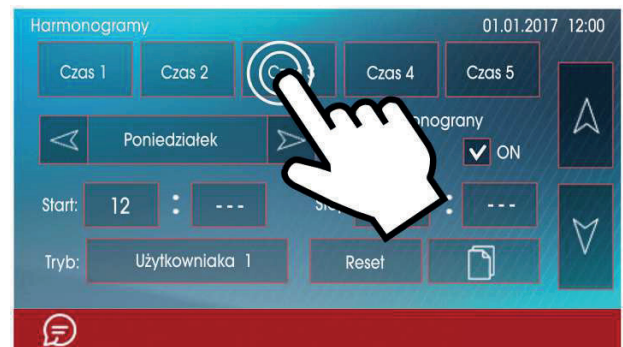 Harmonogramy 01.01.2017 12:00
Czas 1 Czas 2 3 Czas 4 Czas 5
Poniedziałek
ON
Start: 12 : --- : ---
Tryb: Użytkowniaka 1 Reset